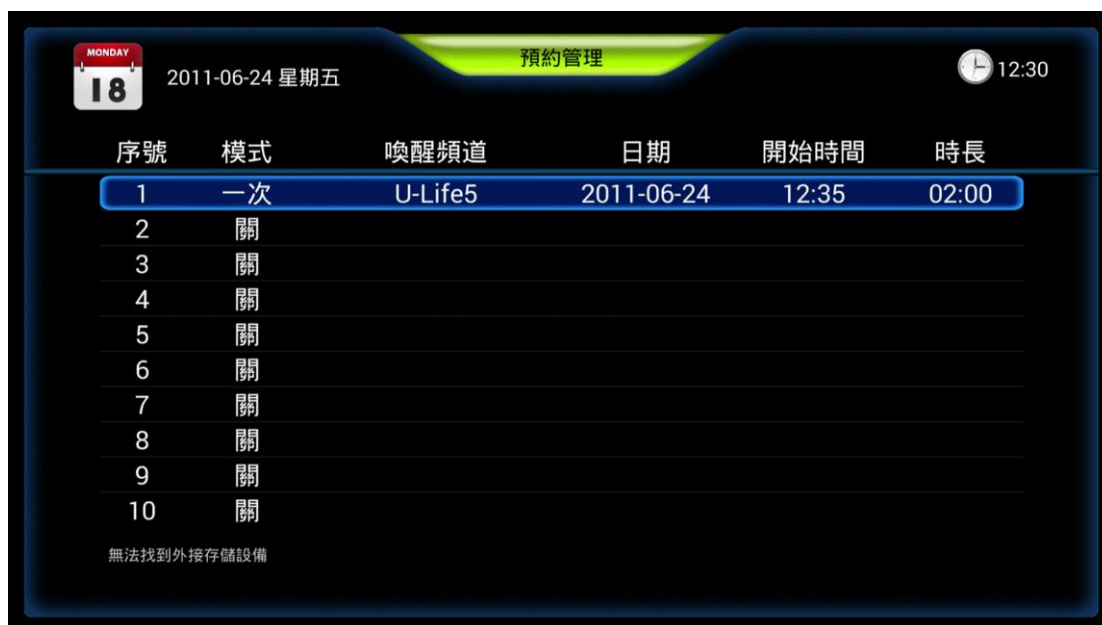 MONDAY
18
2011-06-24 星期五
預約管理
12:30
序號 模式 喚醒頻道 日期 開始時間 時長
1 一次 U-Life5 2011-06-24 12:35 02:00
2 關
3 關
4 關
5 關
6 關
7 關
8 關
9 關
10 關
無法找到外接存儲設備